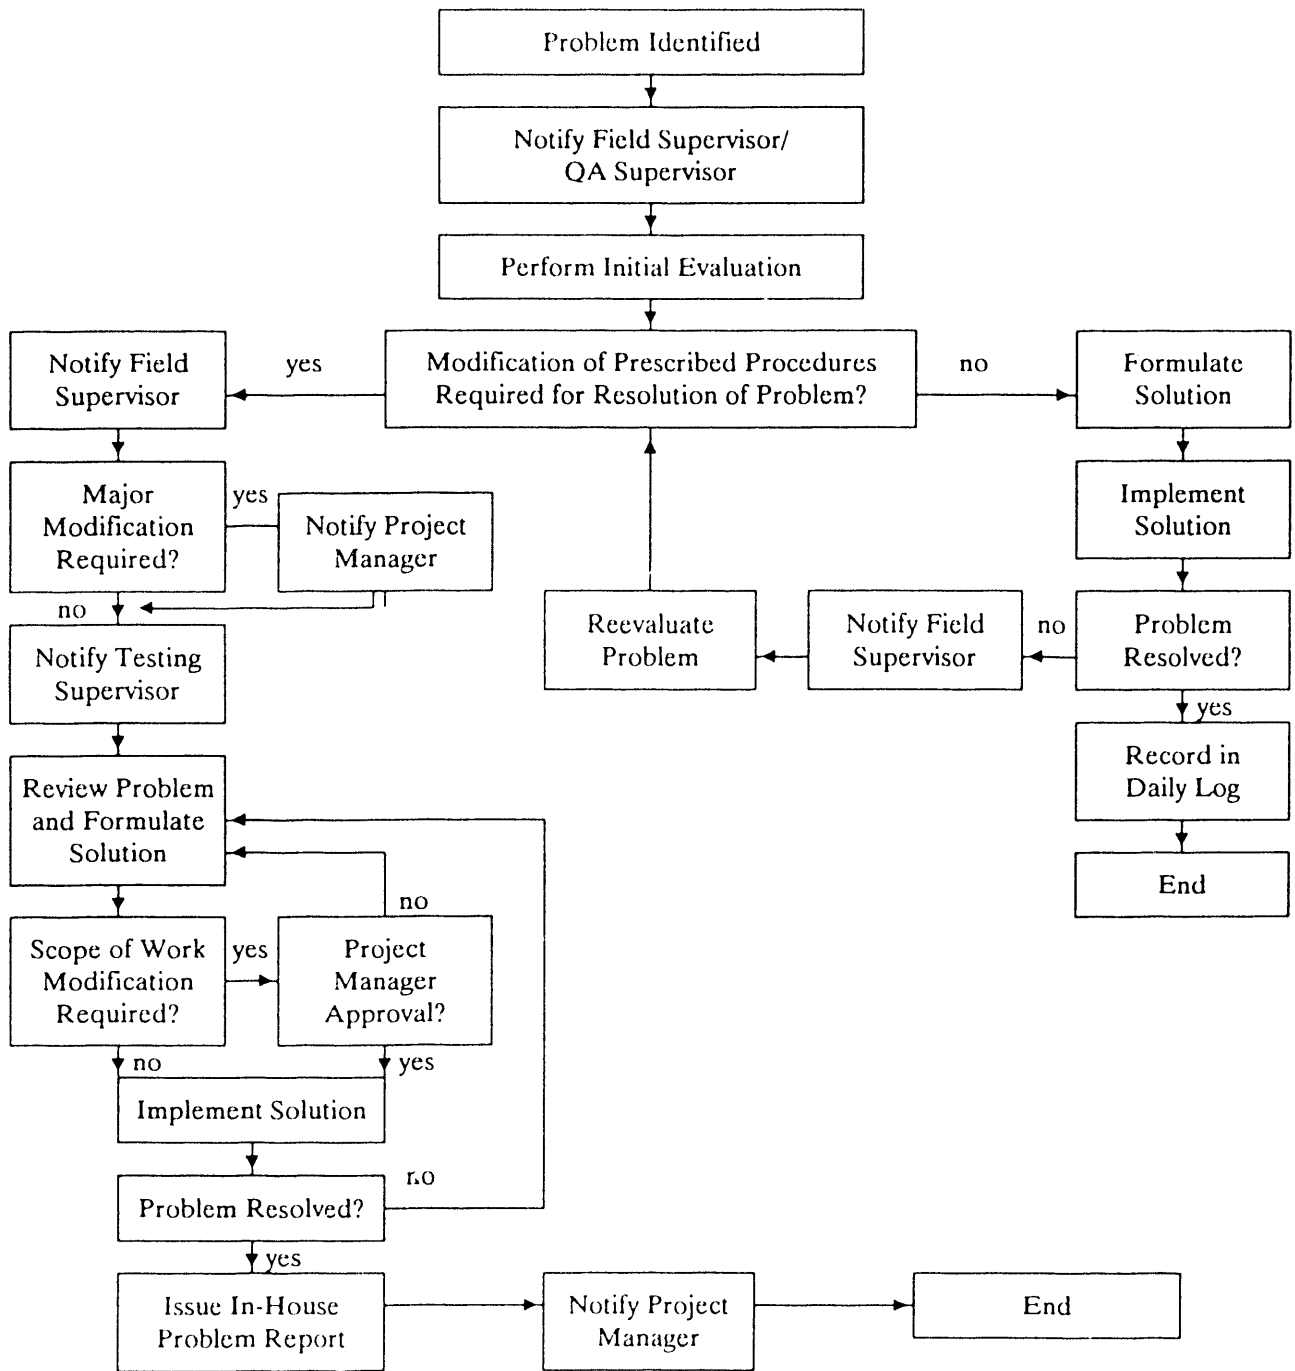 Problem Identified
Notify Field Supervisor/
QA Supervisor
Perform Initial Evaluation
Modification of Prescribed Procedures
Required for Resolution of Problem?
yes
no
Notify Field
Supervisor
Major
Modification
Required?
yes
Notify Project
Manager
no
Notify Testing
Supervisor
Review Problem
and Formulate
Solution
Scope of Work
Modification
Required?
yes
no
Project
Manager
Approval?
no
yes
Implement Solution
Problem Resolved?
no
yes
Issue In-House
Problem Report
Notify Project
Manager
End
Formulate
Solution
Implement
Solution
Problem
Resolved?
no
Notify Field
Supervisor
Reevaluate
Problem
yes
Record in
Daily Log
End